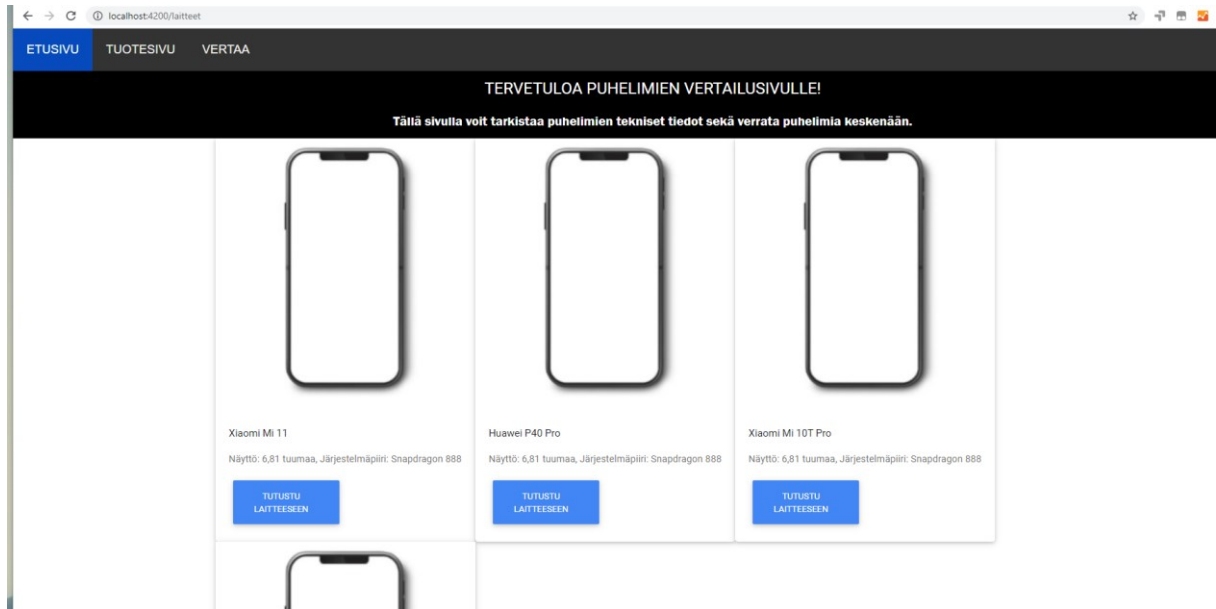 localhost:4200/laitteet
ETUSIVU TUOTESIVU VERTAA
TERVETULOA PUHELIMIEN VERTAILUSIVULLE!
Tällä sivulla voit tarkistaa puhelimien tekniset tiedot sekä verrata puhelimia keskenään.
Xiaomi Mi 11
Näyttö: 6,81 tuumaa, Järjestelmäpiiri: Snapdragon 888
TUTUSTU
LAITTEESEEN
Huawei P40 Pro
Näyttö: 6,81 tuumaa, Järjestelmäpiiri: Snapdragon 888
TUTUSTU
LAITTEESEEN
Xiaomi Mi 10T Pro
Näyttö: 6,81 tuumaa, Järjestelmäpiiri: Snapdragon 888
TUTUSTU
LAITTEESEEN